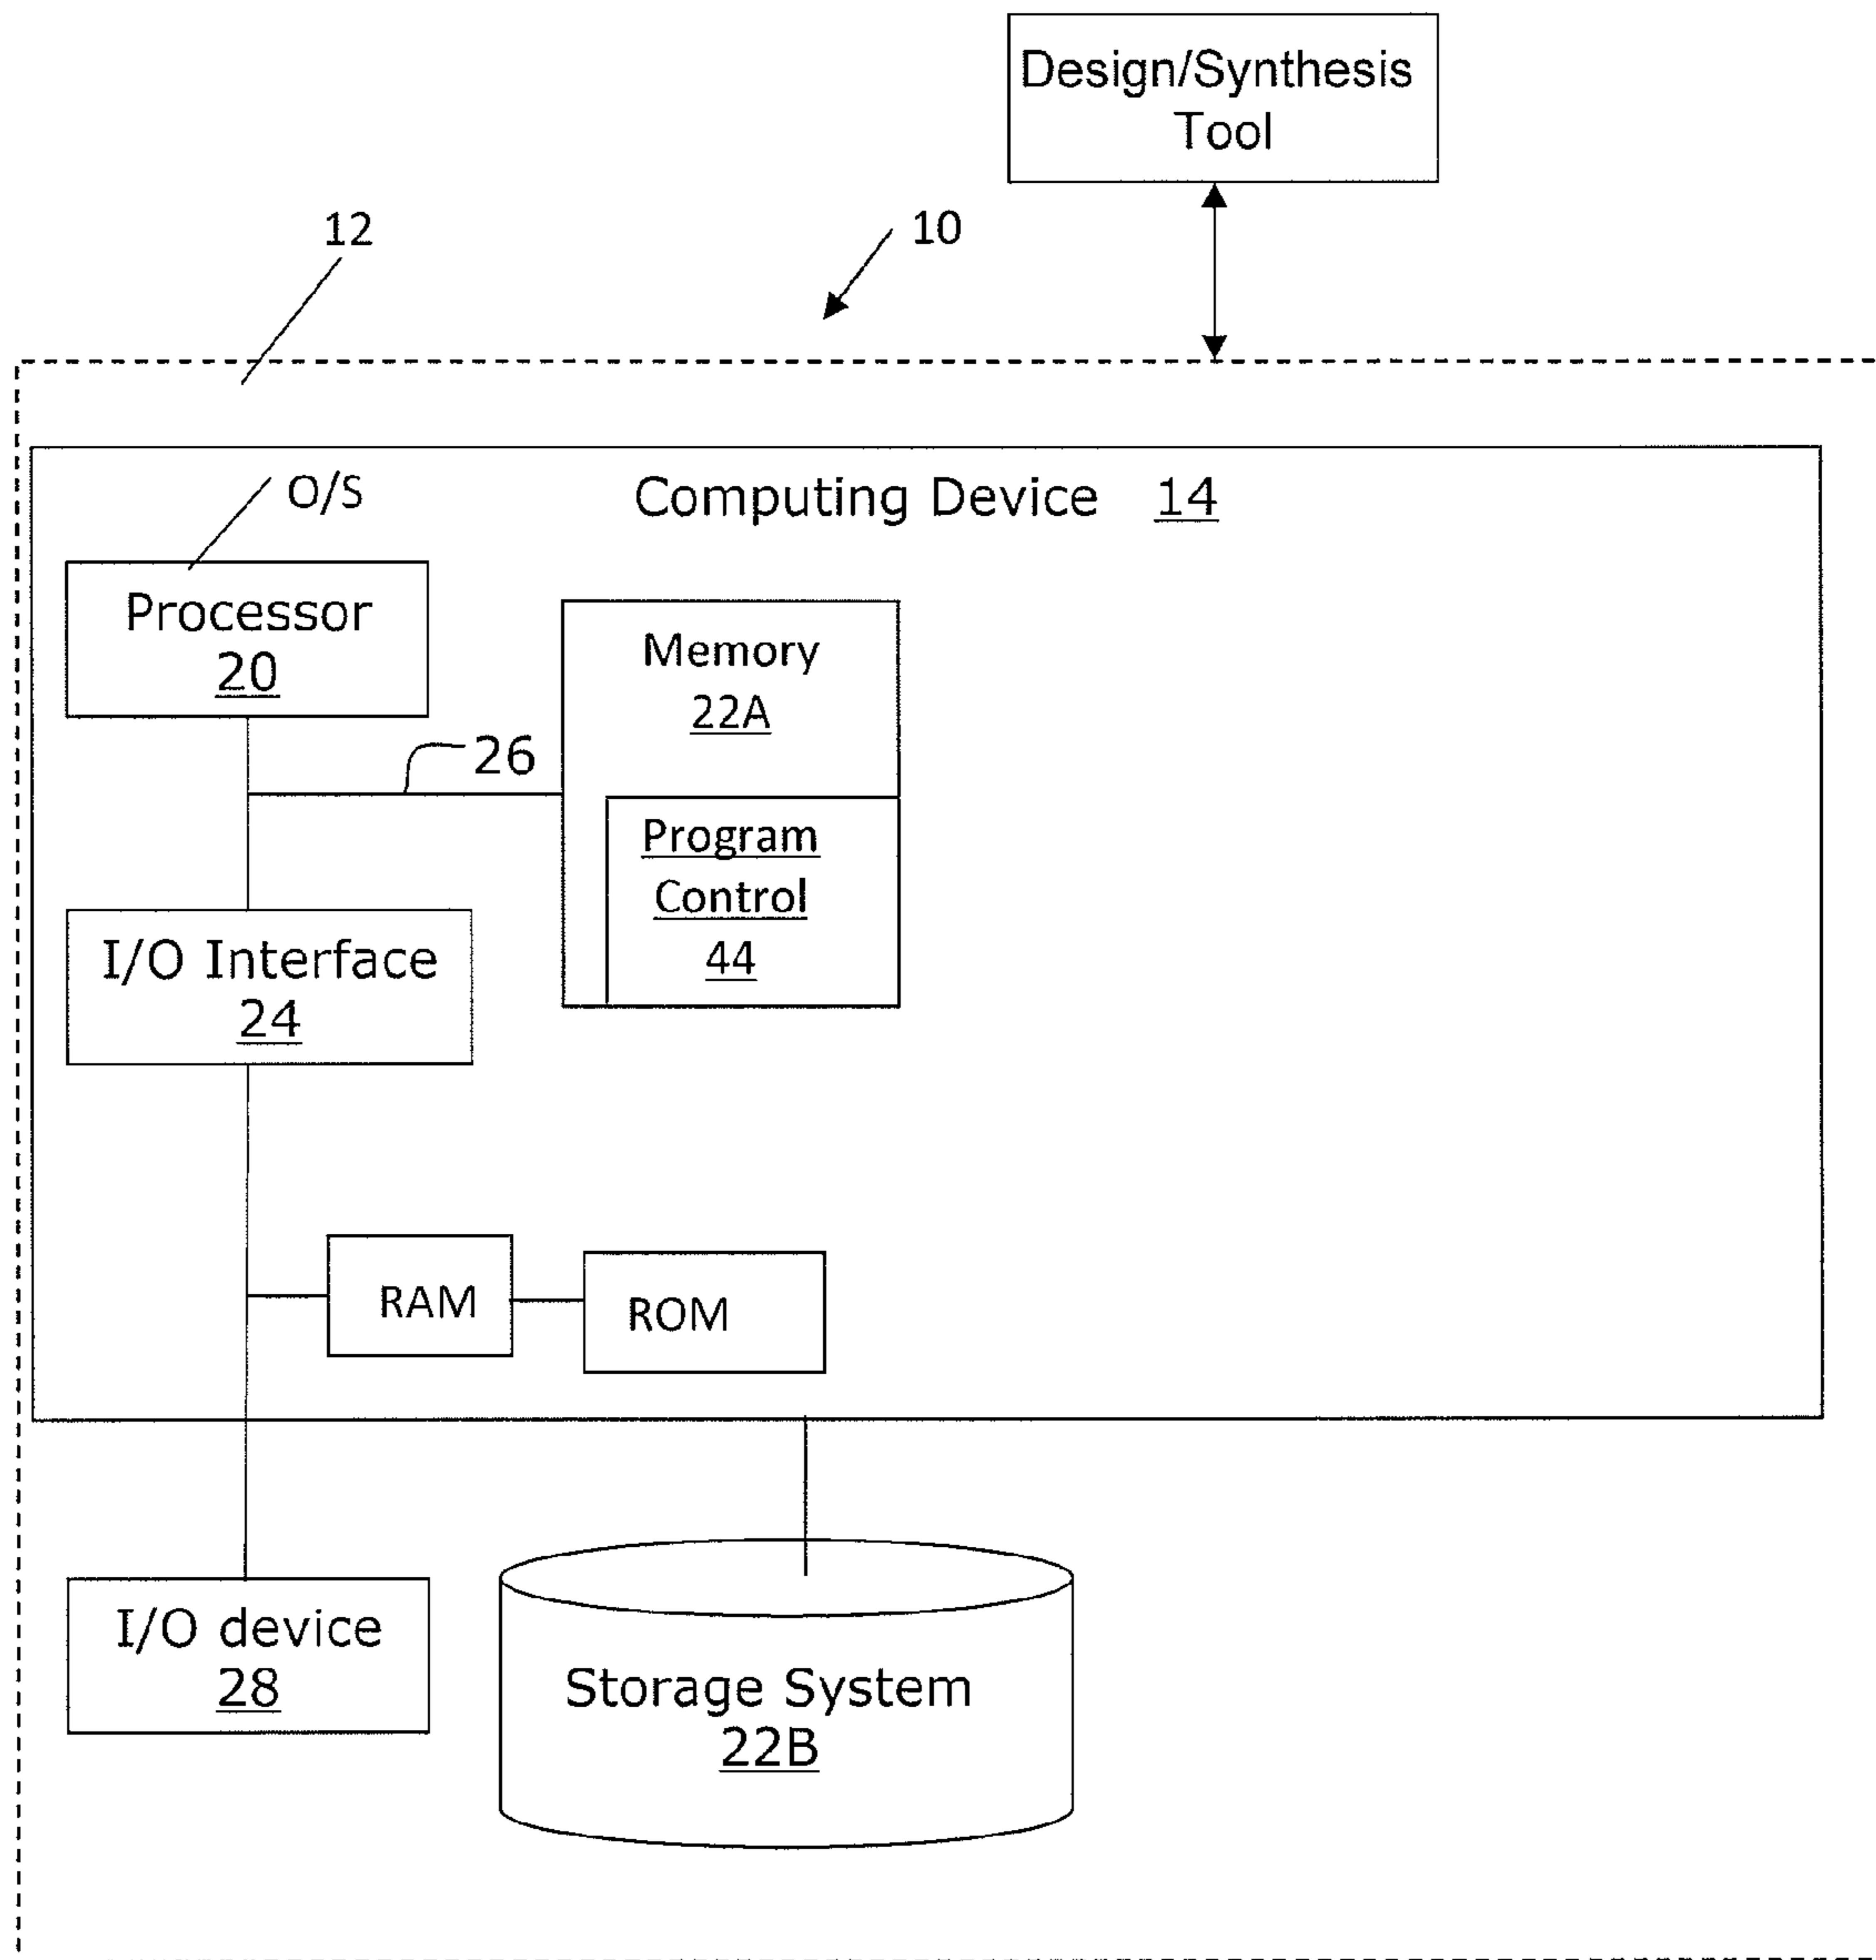 Design/Synthesis
Tool
12
10
O/S
Computing Device 14
Processor
20
Memory
22A
26
Program
Control
44
I/O Interface
24
RAM
ROM
I/O device
28
Storage System
22B